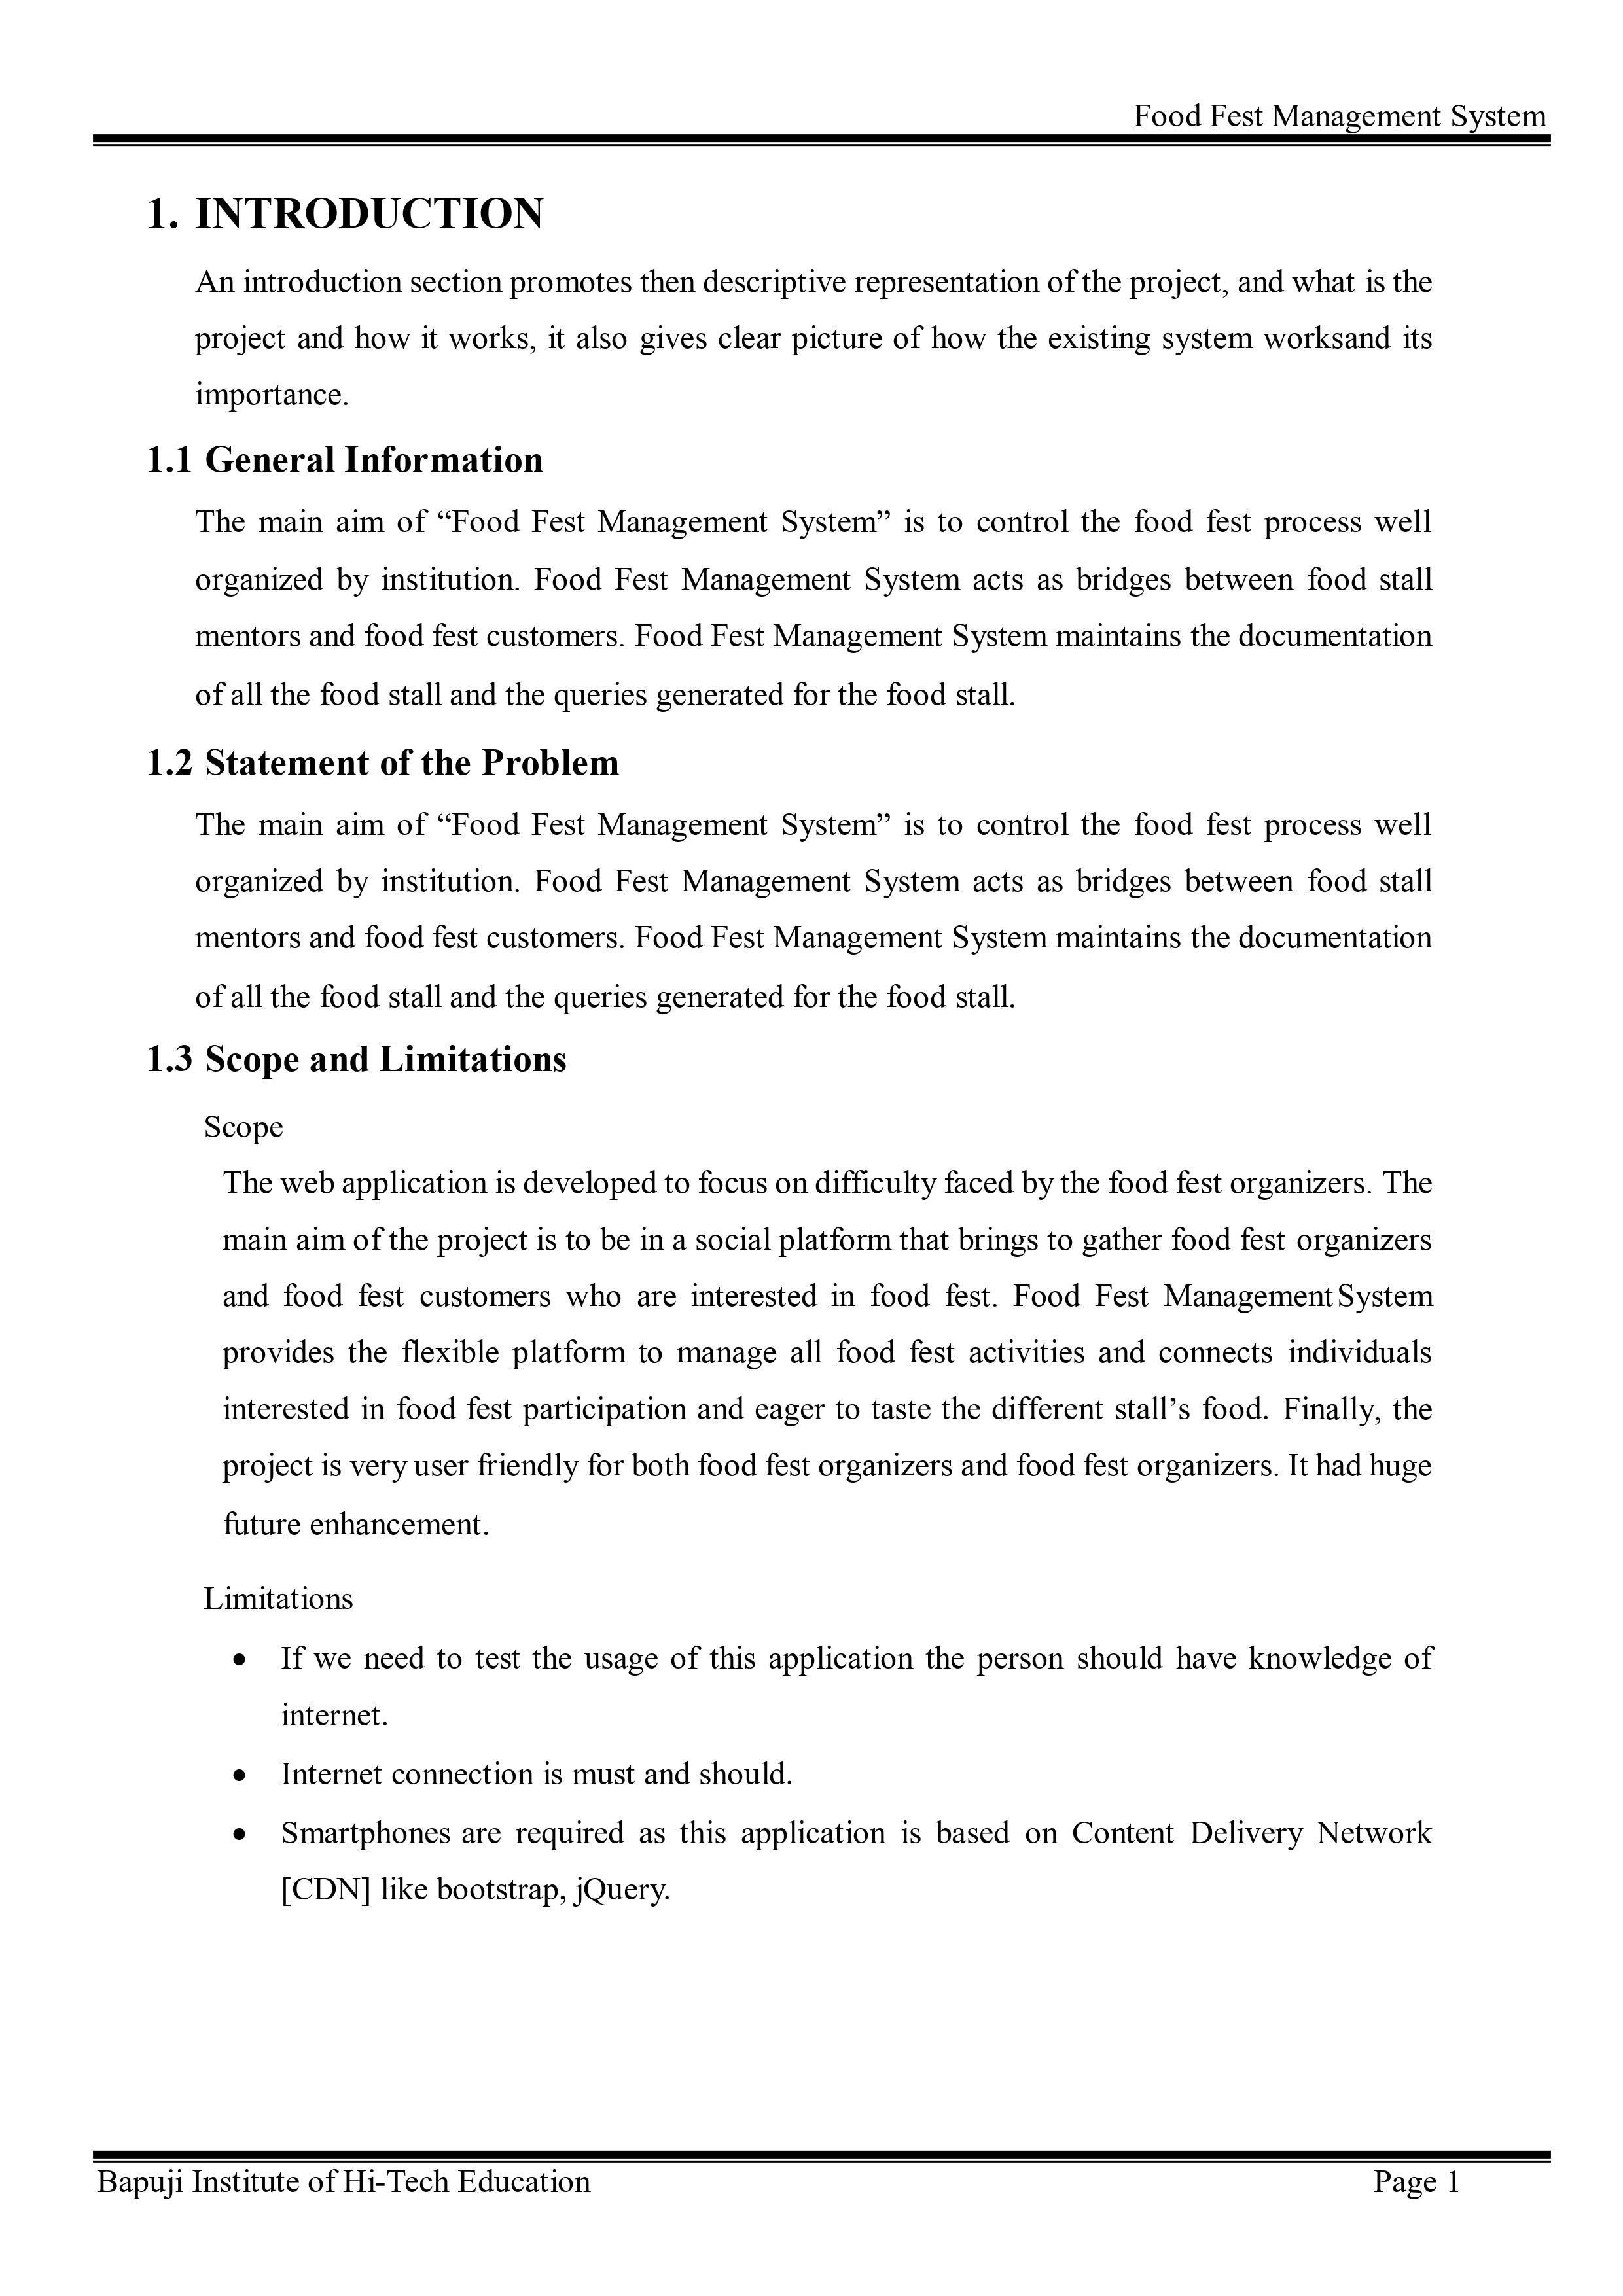 Food Fest Management System
1. INTRODUCTION
An introduction section promotes then descriptive representation of the project, and what is the
project and how it works, it also gives clear picture of how the existing system worksand its
importance.
1.1 General Information
The main aim of “Food Fest Management System” is to control the food fest process well
organized by institution. Food Fest Management System acts as bridges between food stall
mentors and food fest customers. Food Fest Management System maintains the documentation
of all the food stall and the queries generated for the food stall.
1.2 Statement of the Problem
The main aim of “Food Fest Management System” is to control the food fest process well
organized by institution. Food Fest Management System acts as bridges between food stall
mentors and food fest customers. Food Fest Management System maintains the documentation
of all the food stall and the queries generated for the food stall.
1.3 Scope and Limitations
Scope
The web application is developed to focus on difficulty faced by the food fest organizers. The
main aim of the project is to be in a social platform that brings to gather food fest organizers
and food fest customers who are interested in food fest. Food Fest Management System
provides the flexible platform to manage all food fest activities and connects individuals
interested in food fest participation and eager to taste the different stall’s food. Finally, the
project is very user friendly for both food fest organizers and food fest organizers. It had huge
future enhancement.
Limitations
• If we need to test the usage of this application the person should have knowledge of
internet.
• Internet connection is must and should.
• Smartphones are required as this application is based on Content Delivery Network
[CDN] like bootstrap, jQuery.
Bapuji Institute of Hi-Tech Education Page 1